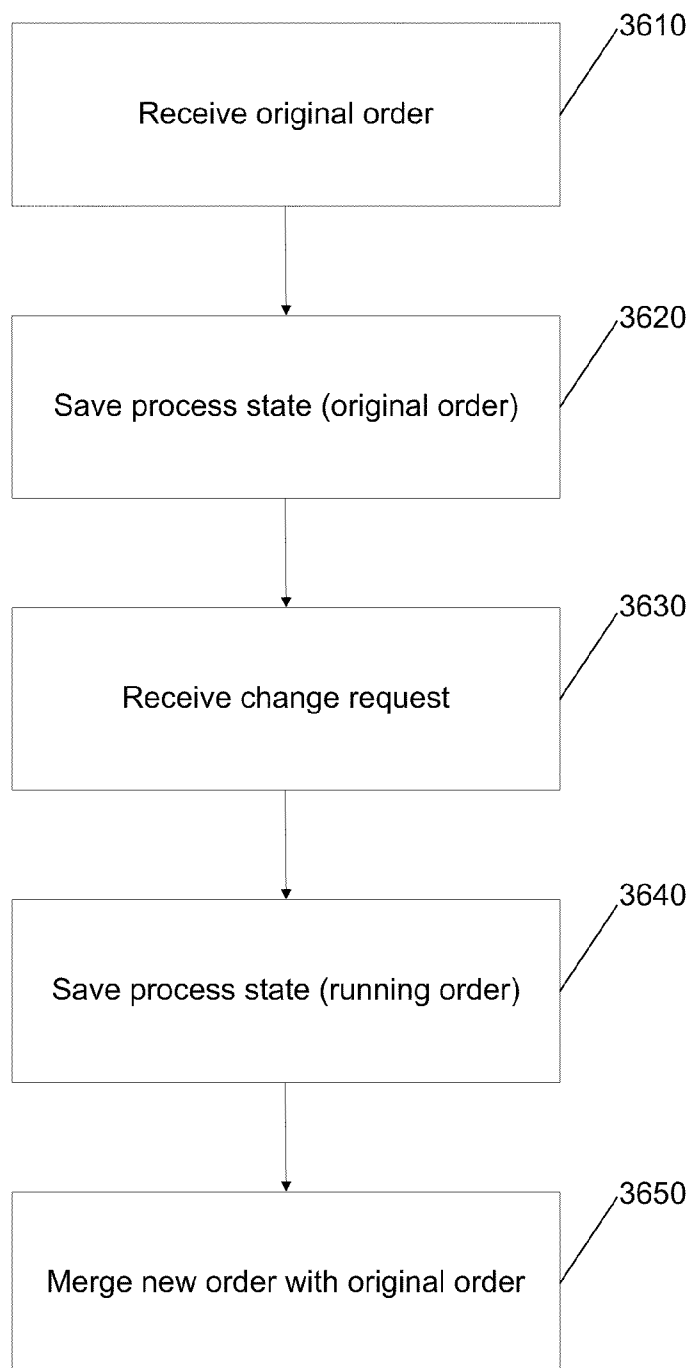 3610
Receive original order
3620
Save process state (original order)
3630
Receive change request
3640
Save process state (running order)
3650
Merge new order with original order